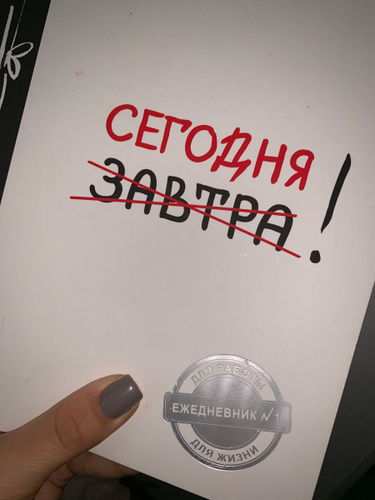 СЕГОДНЯ
ЗАВТРА!
ДЛЯ РАБОТЫ
ЕЖЕДНЕВНИК №1
ДЛЯ ЖИЗНИ